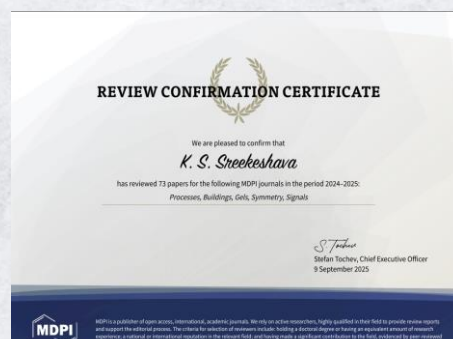 REVIEW CONFIRMATION CERTIFICATE
We are pleased to confirm that
K. S. Sreekeshava
has reviewed 73 papers for the following MDPI journals in the period 2024–2025:
Processes, Buildings, Gels, Symmetry, Signals
S. Tochev
Stefan Tochev, Chief Executive Officer
9 September 2025
MDPI
MDPI is a publisher of open access, international, academic journals. We rely on active researchers, highly qualified in their field to provide review reports
and support the editorial process. The criteria for selection of reviewers include: holding a doctoral degree or having an equivalent amount of research
experience; a national or international reputation in the relevant field; and having made a significant contribution to the field, evidenced by peer-reviewed